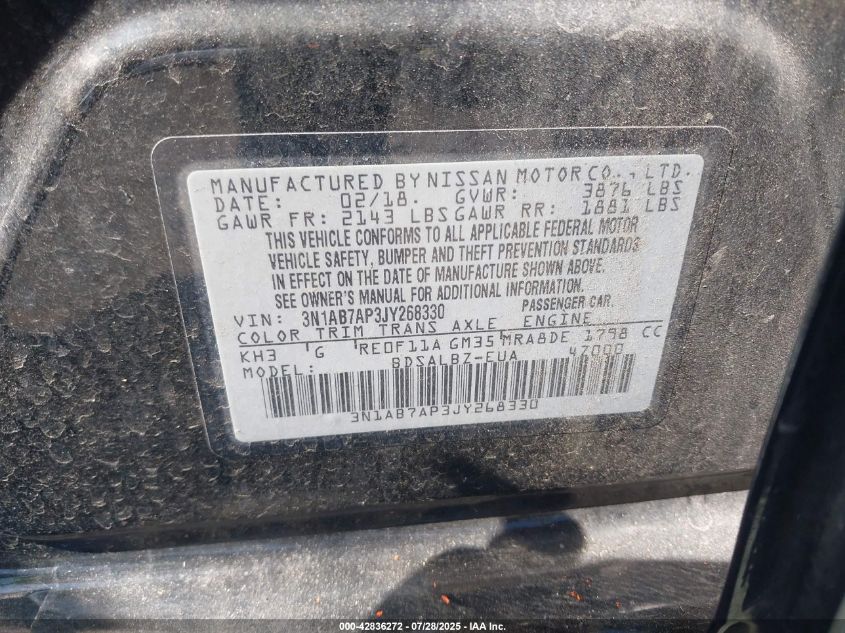 MANUFACTURED BY NISSAN MOTOR CO., LTD.
DATE: 02/18. GVWR: 3876 LBS
GAWR FR: 2143 LBS GAWR RR: 1881 LBS
THIS VEHICLE CONFORMS TO ALL APPLICABLE FEDERAL MOTOR
VEHICLE SAFETY, BUMPER AND THEFT PREVENTION STANDARDS
IN EFFECT ON THE DATE OF MANUFACTURE SHOWN ABOVE.
SEE OWNER'S MANUAL FOR ADDITIONAL INFORMATION.
VIN: 3N1AB7AP3JY268330 PASSENGER CAR
COLOR TRIM TRANS AXLE ENGINE
KH3 G RE0F11A GM35 MRA8DE 1798 CC
MODEL: BDSALBZ-EUA 47000
3N1AB7AP3JY268330
000-42836272 — 07/28/2025 — IAA Inc.